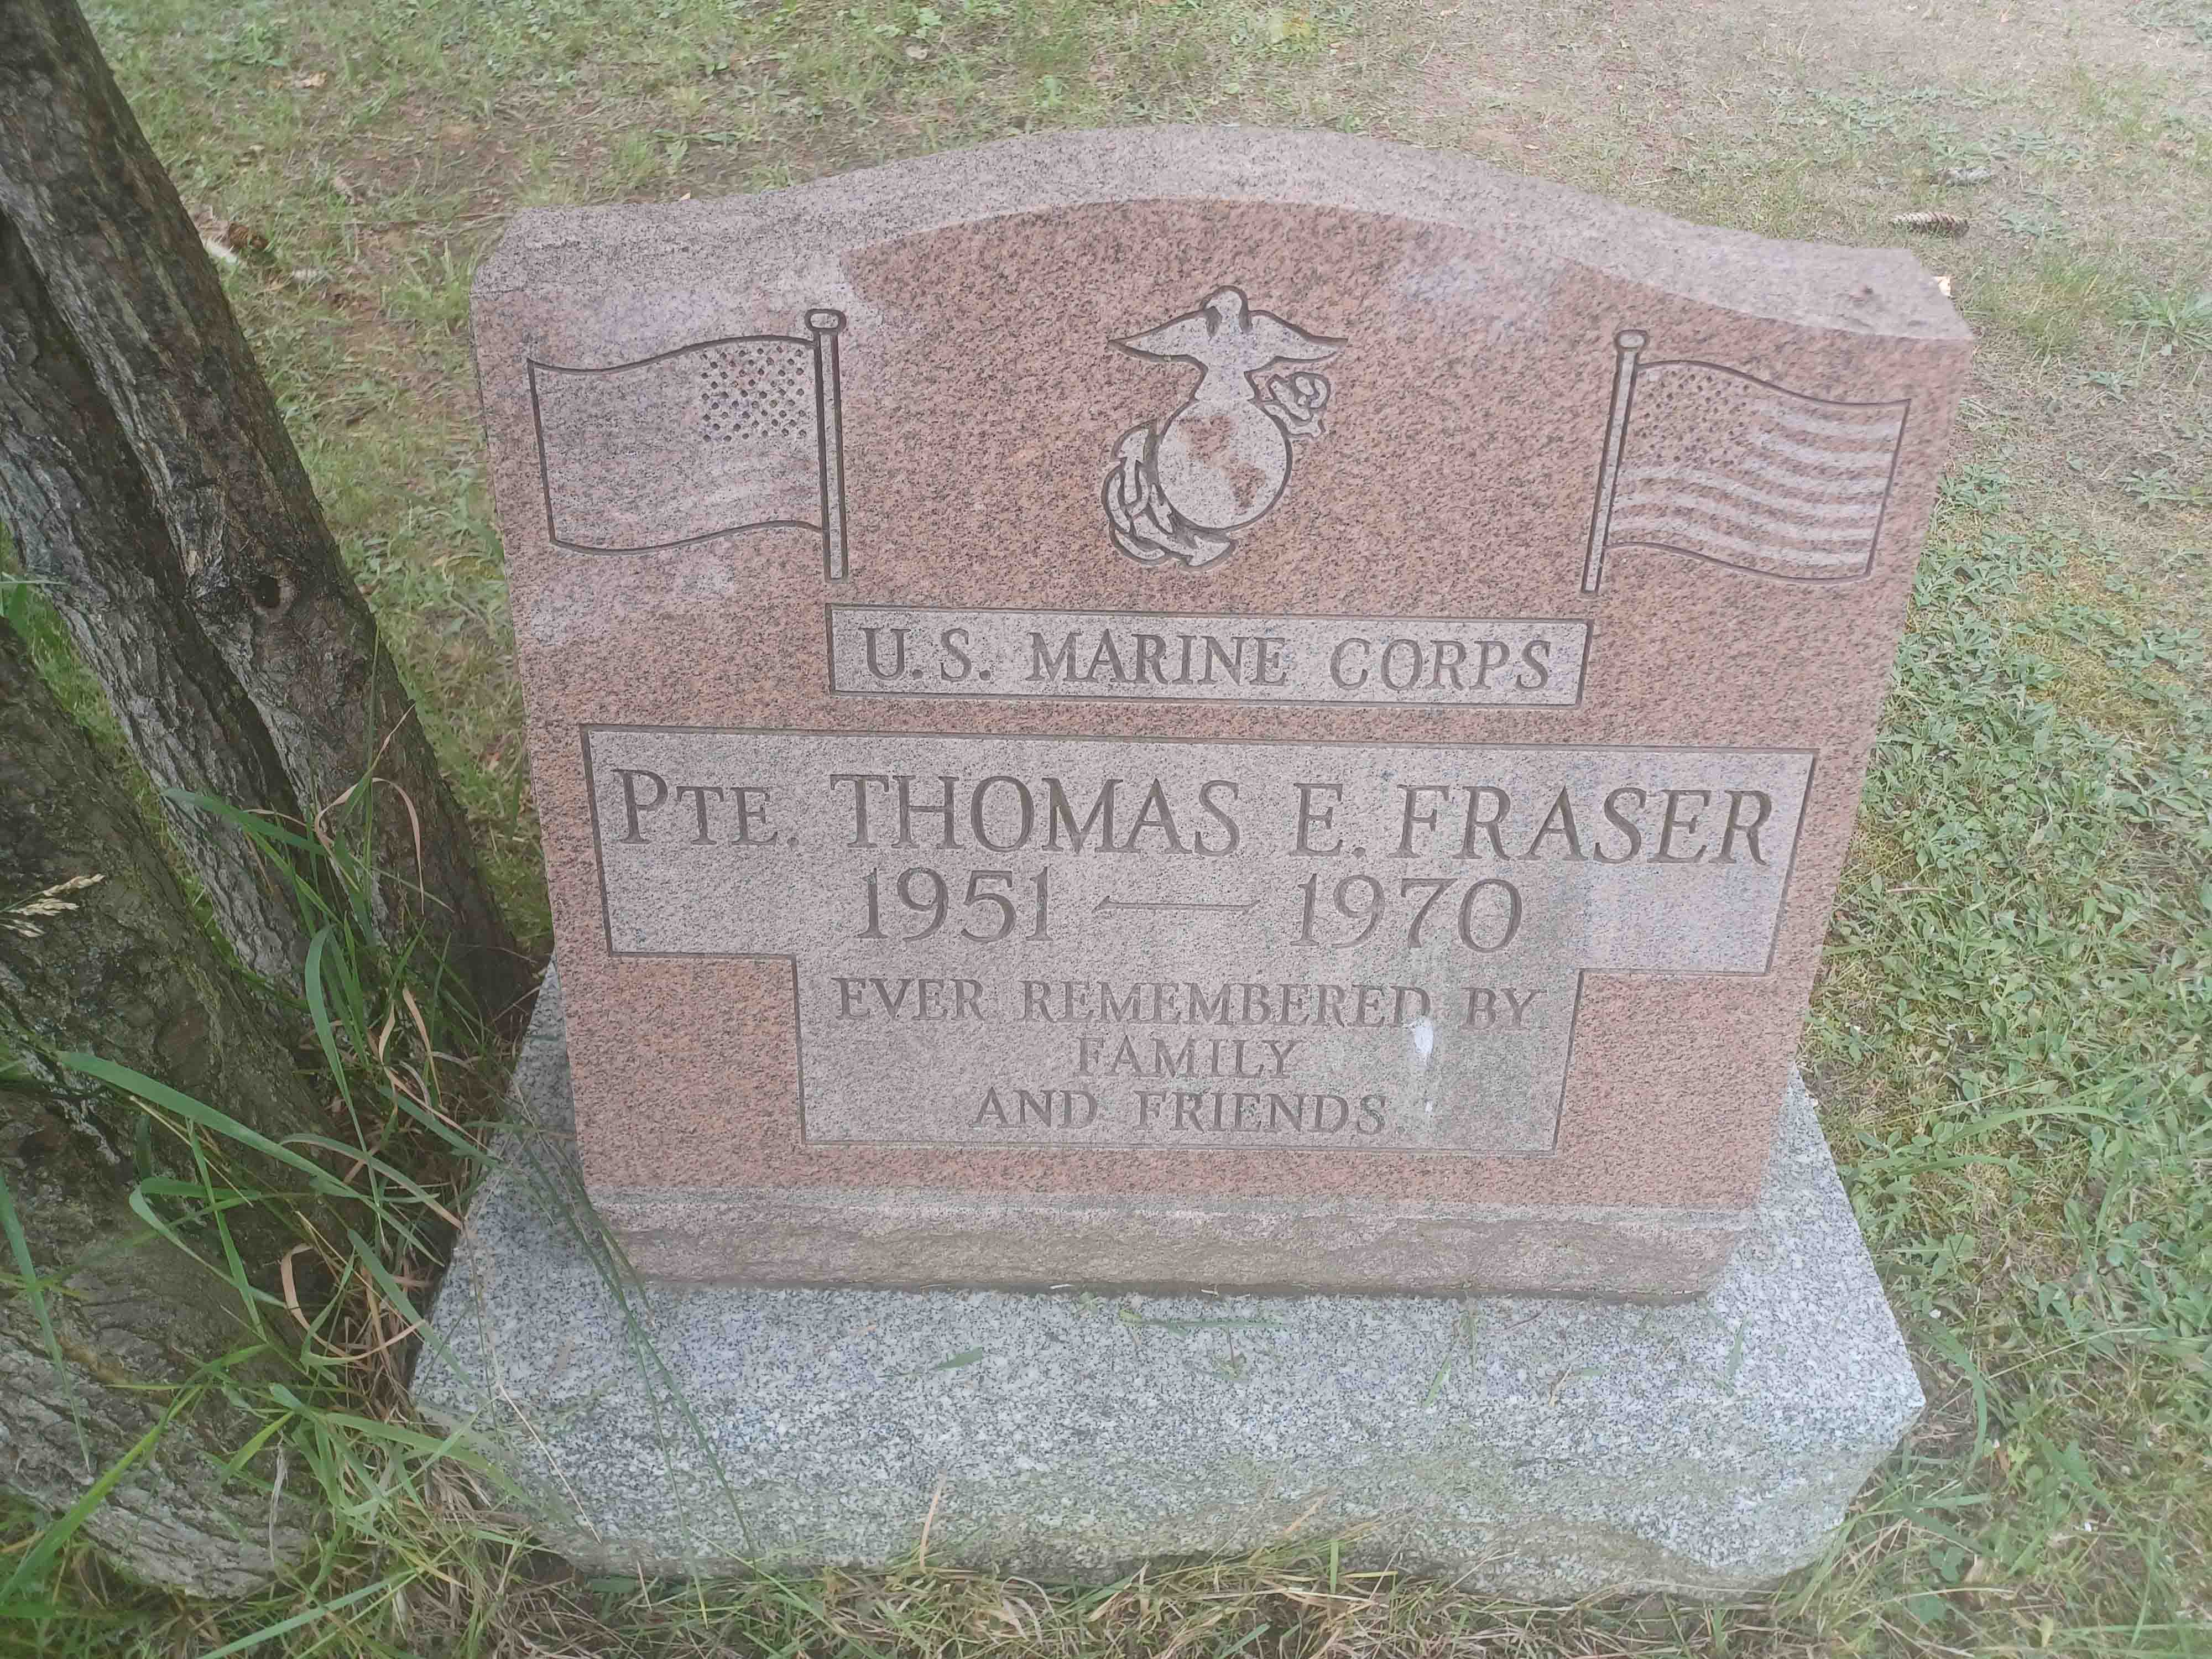 U.S. MARINE CORPS
PTE. THOMAS E. FRASER
1951 — 1970
EVER REMEMBERED BY
FAMILY
AND FRIENDS.